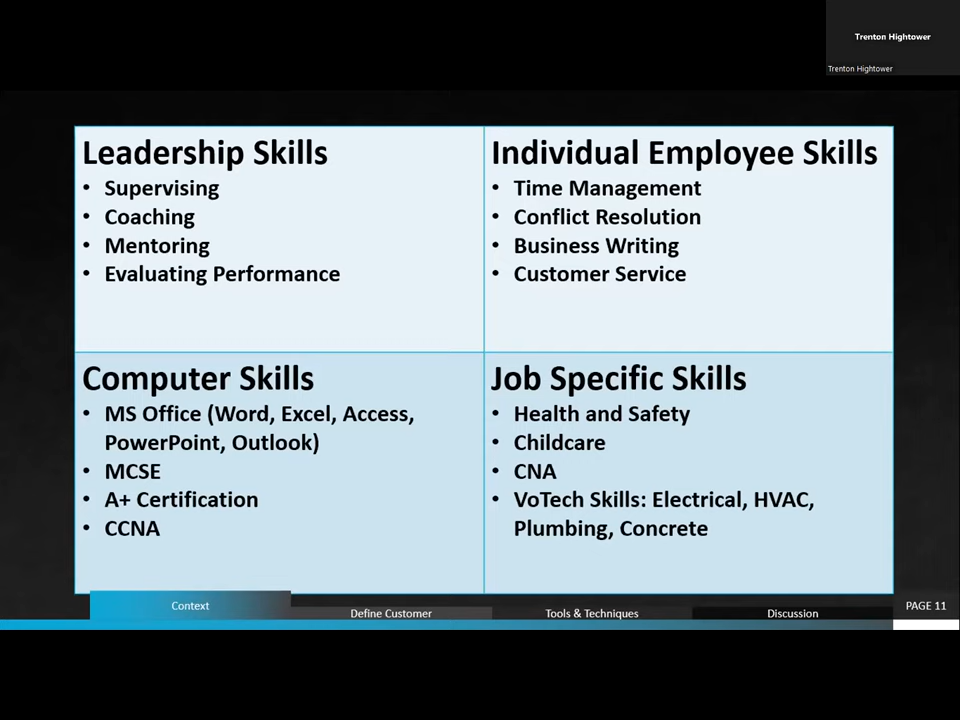 Trenton Hightower
Trenton Hightower
Leadership Skills
• Supervising
• Coaching
• Mentoring
• Evaluating Performance
Individual Employee Skills
• Time Management
• Conflict Resolution
• Business Writing
• Customer Service
Computer Skills
• MS Office (Word, Excel, Access,
PowerPoint, Outlook)
• MCSE
• A+ Certification
• CCNA
Job Specific Skills
• Health and Safety
• Childcare
• CNA
• VoTech Skills: Electrical, HVAC,
Plumbing, Concrete
Context
Define Customer
Tools & Techniques
Discussion
PAGE 11